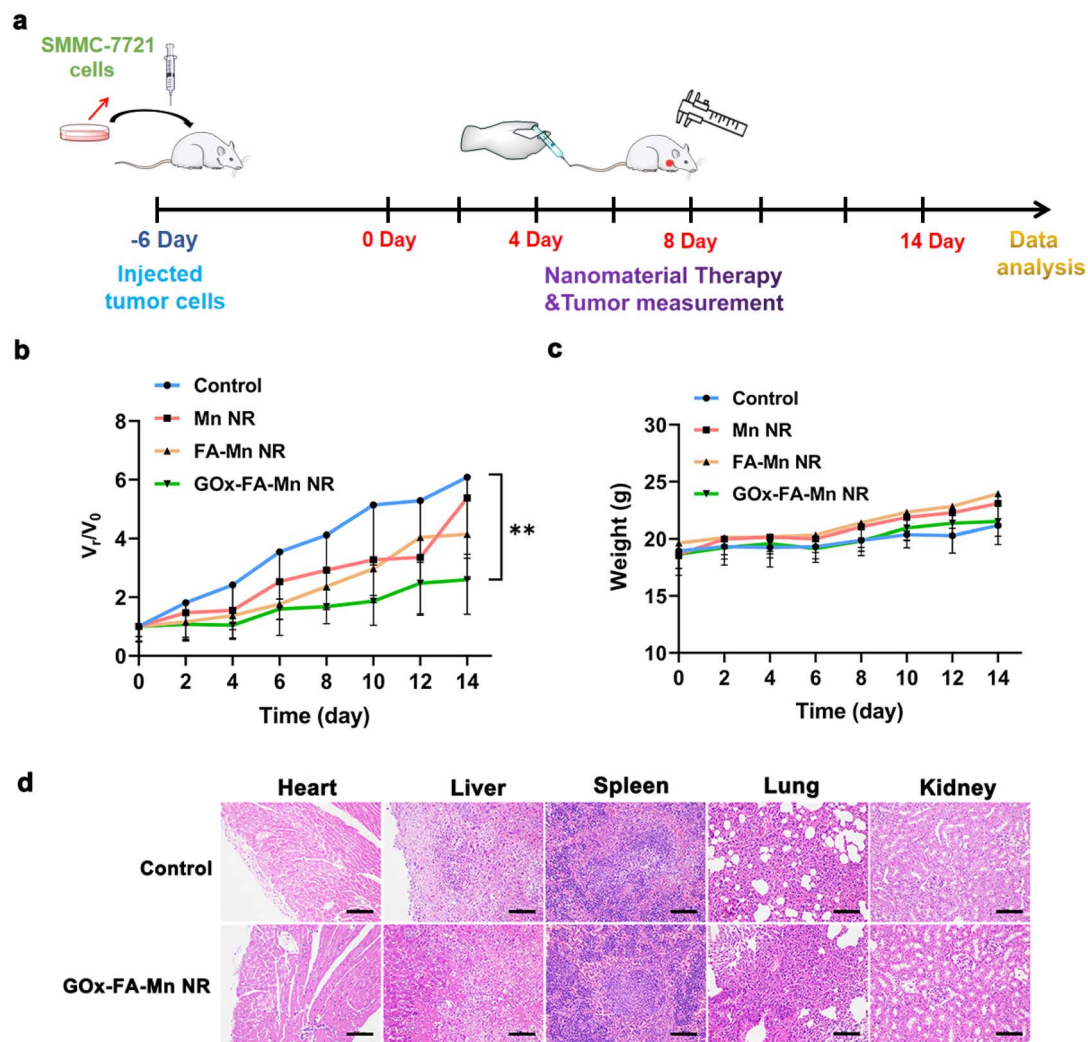 a
SMMC-7721
cells
-6 Day
0 Day
4 Day
8 Day
14 Day
Data
analysis
Injected
tumor cells
Nanomaterial Therapy
&Tumor measurement
b
Control
Mn NR
FA-Mn NR
GOx-FA-Mn NR
8
6
4
2
0
Vr/V0
**
0 2 4 6 8 10 12 14
Time (day)
c
Control
Mn NR
FA-Mn NR
GOx-FA-Mn NR
30
25
20
15
10
Weight (g)
0 2 4 6 8 10 12 14
Time (day)
d
Heart Liver Spleen Lung Kidney
Control
GOx-FA-Mn NR